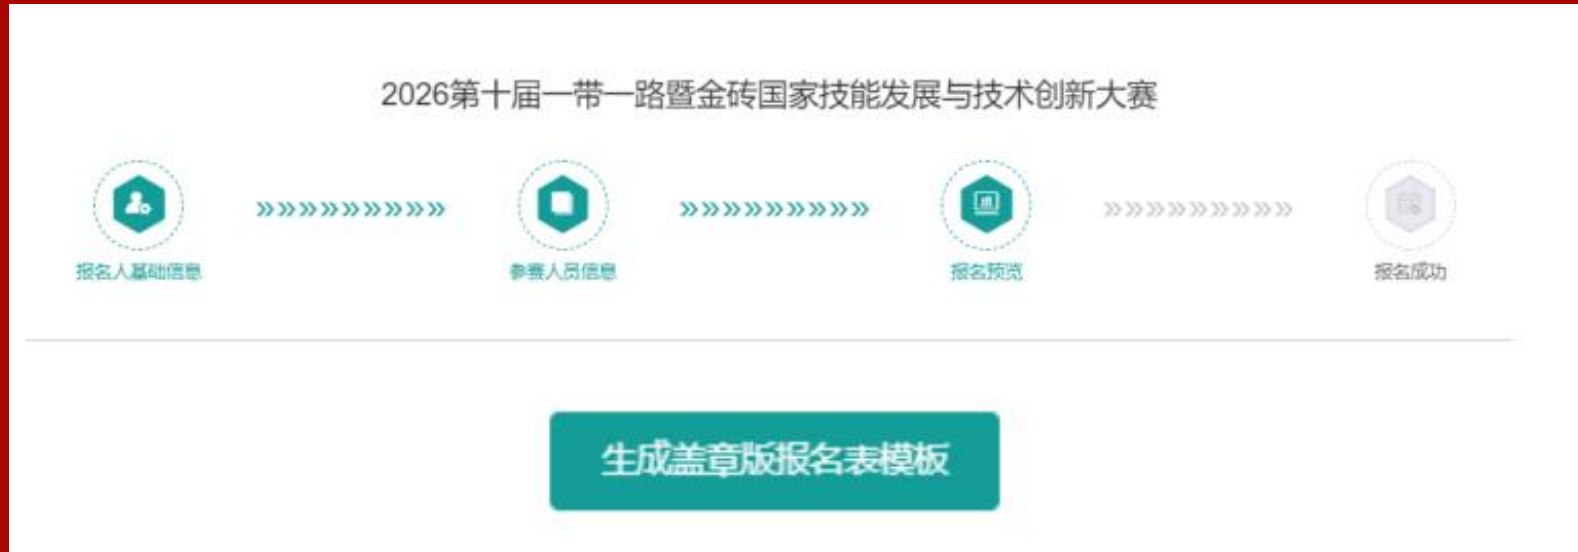 2026第十届一带一路暨金砖国家技能发展与技术创新大赛
报名人基础信息
参赛人员信息
报名预览
报名成功
生成盖章版报名表模板